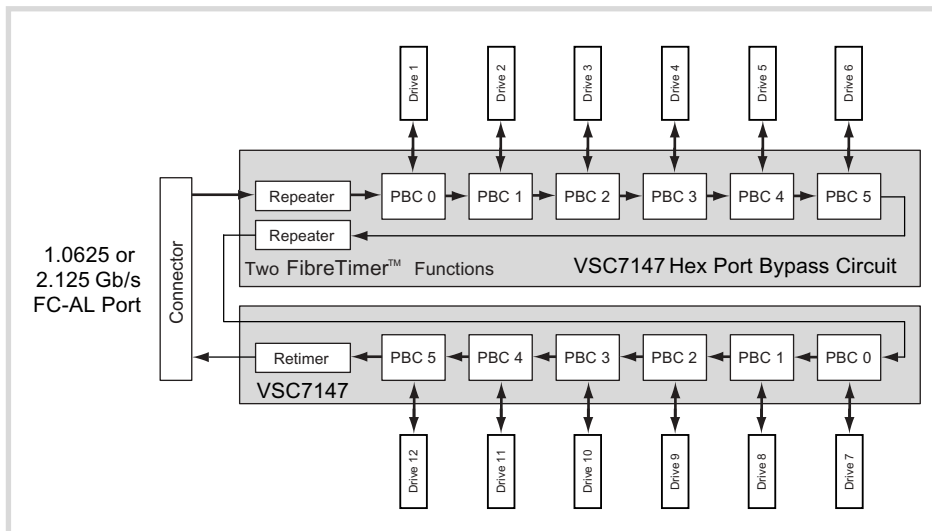 Drive 1
Drive 2
Drive 3
Drive 4
Drive 5
Drive 6
Repeater
PBC 0
PBC 1
PBC 2
PBC 3
PBC 4
PBC 5
Repeater
Two FibreTimer™ Functions
VSC7147 Hex Port Bypass Circuit
1.0625 or
2.125 Gb/s
FC-AL Port
Connector
Retimer
PBC 5
PBC 4
PBC 3
PBC 2
PBC 1
PBC 0
VSC7147
Drive 12
Drive 11
Drive 10
Drive 9
Drive 8
Drive 7